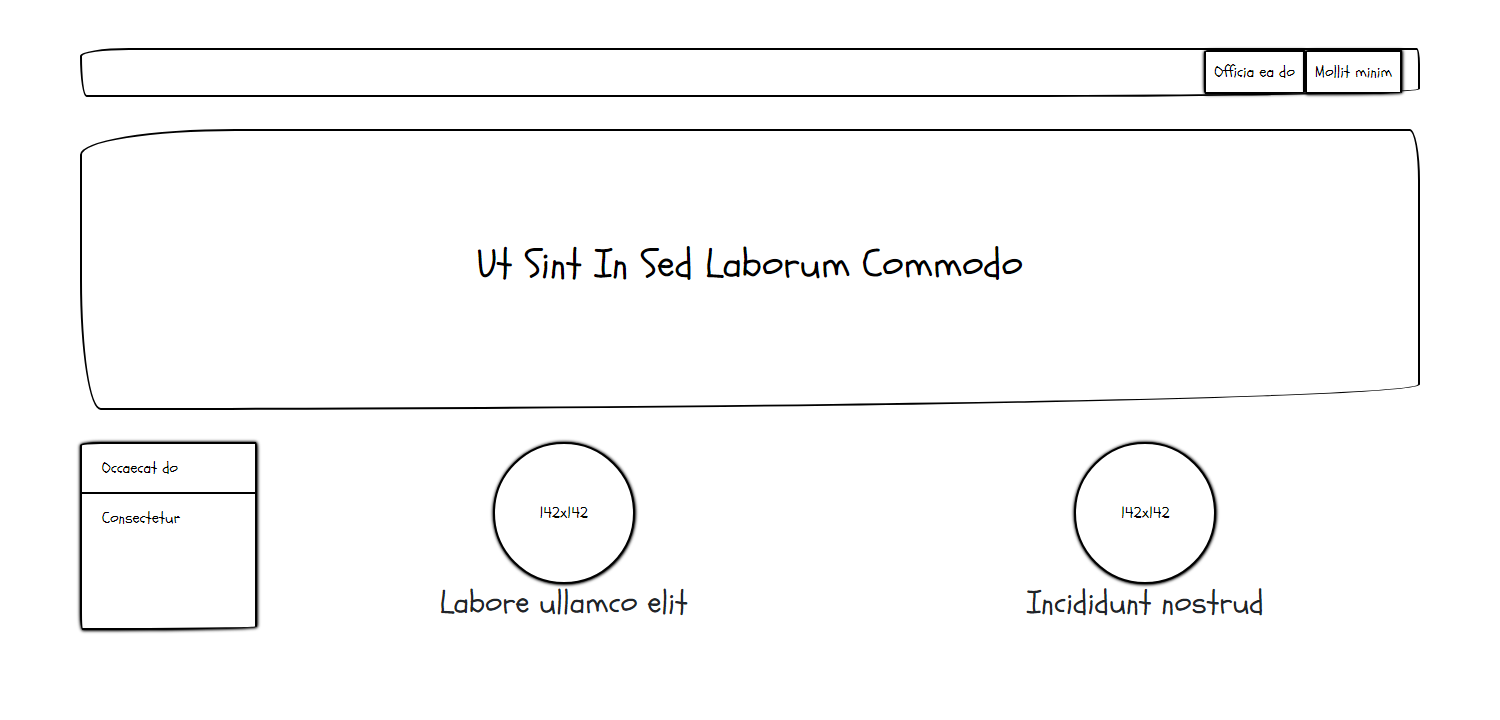 Officia ea do
Mollit minim
Ut Sint In Sed Laborum Commodo
Occaecat do
Consectetur
142x142
Labore ullamco elit
142x142
Incididunt nostrud